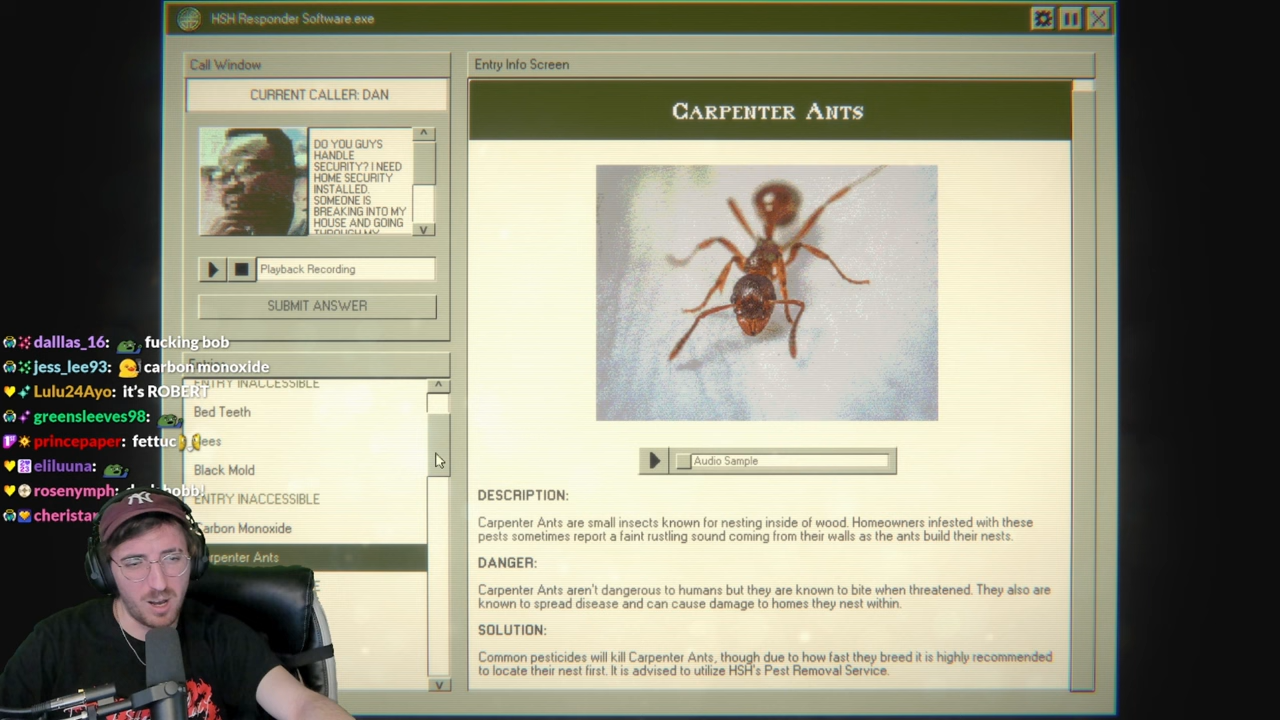 HSH Responder Software.exe
Call Window
CURRENT CALLER: DAN
DO YOU GUYS
HANDLE
SECURITY? I NEED
HOME SECURITY
INSTALLED.
SOMEONE IS
BREAKING INTO MY
HOUSE AND GOING
THROUGH MY
Playback Recording
SUBMIT ANSWER
ENTRY INACCESSIBLE
Bed Teeth
Black Mold
ENTRY INACCESSIBLE
Carbon Monoxide
dalllas_16: fucking bob
jess_lee93: carbon monoxide
Lulu24Ayo: it's ROBERT
greensleeves98:
princepaper: fettuc
eliluuna:
rosenymph:
Entry Info Screen
CARPENTER ANTS
Audio Sample
DESCRIPTION:
Carpenter Ants are small insects known for nesting inside of wood. Homeowners infested with these
pests sometimes report a faint rustling sound coming from their walls as the ants build their nests.
DANGER:
Carpenter Ants aren't dangerous to humans but they are known to bite when threatened. They also are
known to spread disease and can cause damage to homes they nest within.
SOLUTION:
Common pesticides will kill Carpenter Ants, though due to how fast they breed it is highly recommended
to locate their nest first. It is advised to utilize HSH's Pest Removal Service.